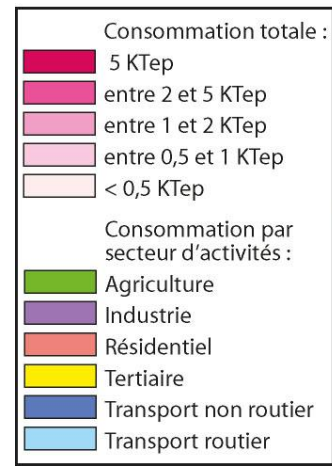 Consommation totale :
5 KTep
entre 2 et 5 KTep
entre 1 et 2 KTep
entre 0,5 et 1 KTep
< 0,5 KTep
Consommation par
secteur d'activités :
Agriculture
Industrie
Résidentiel
Tertiaire
Transport non routier
Transport routier